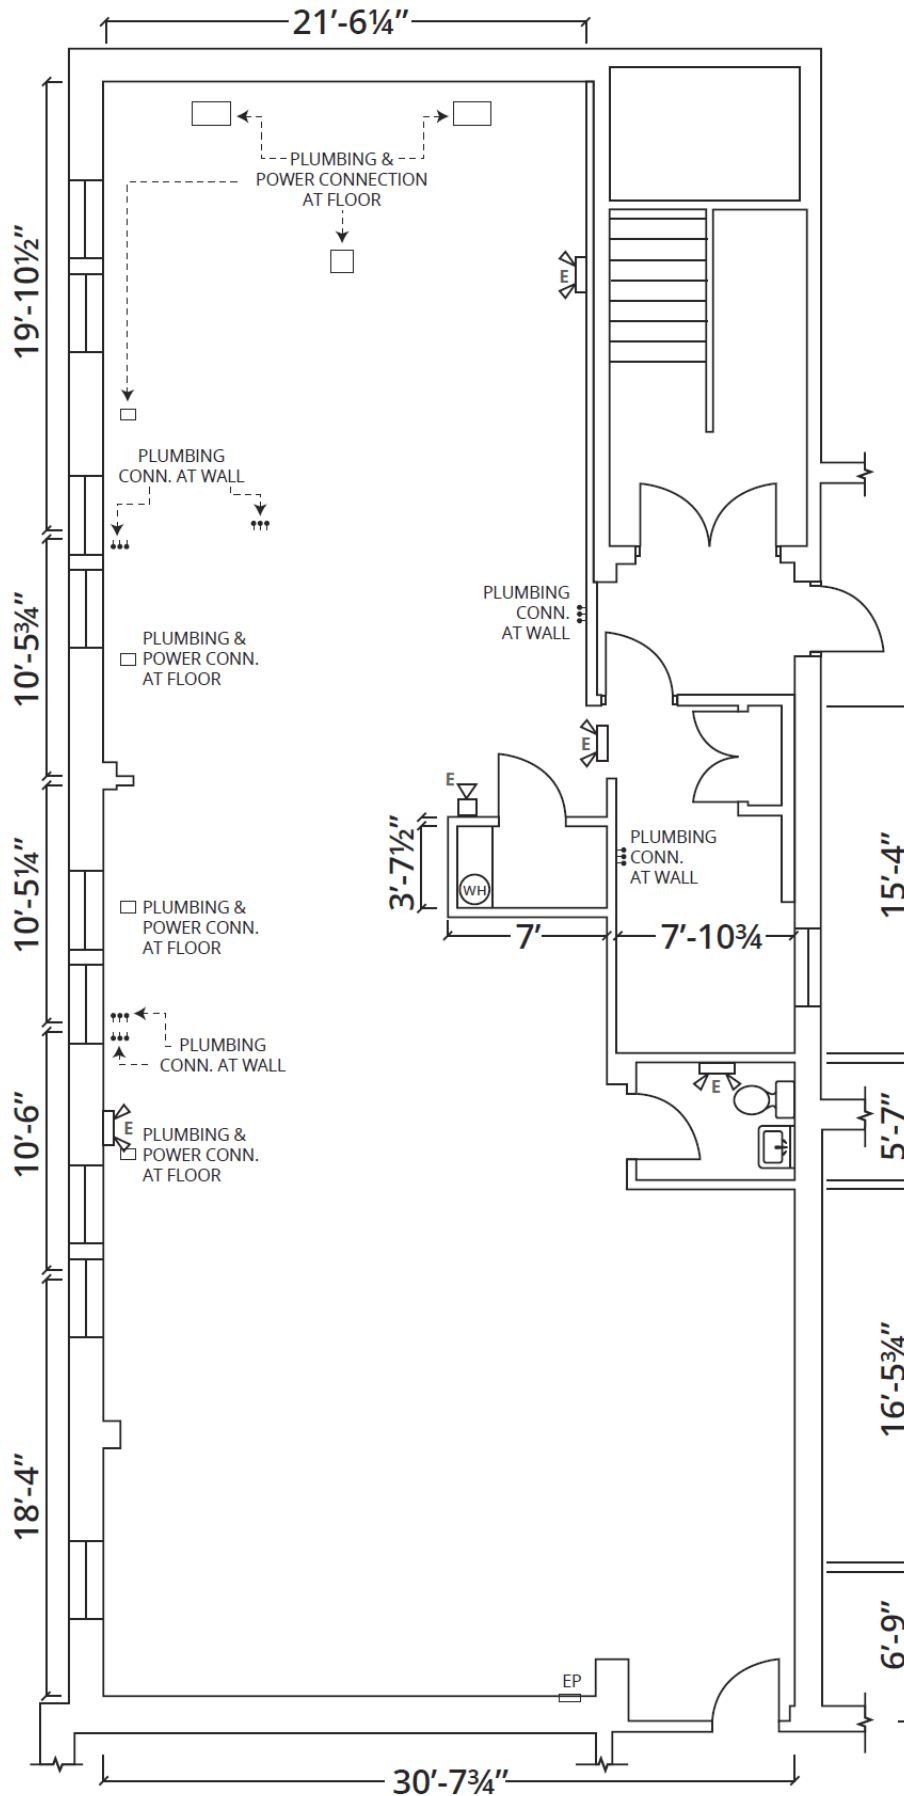 21'-6¼"
PLUMBING &
POWER CONNECTION
AT FLOOR
19'-10½"
E
PLUMBING
CONN. AT WALL
PLUMBING
CONN.
AT WALL
10'-5¾"
PLUMBING &
POWER CONN.
AT FLOOR
E
E
3'-7½"
WH
PLUMBING
CONN.
AT WALL
15'-4"
10'-5¼"
PLUMBING &
POWER CONN.
AT FLOOR
7'
7'-10¾
PLUMBING
CONN. AT WALL
E
10'-6"
E
PLUMBING &
POWER CONN.
AT FLOOR
5'-7"
16'-5¾"
18'-4"
6'-9"
EP
30'-7¾"